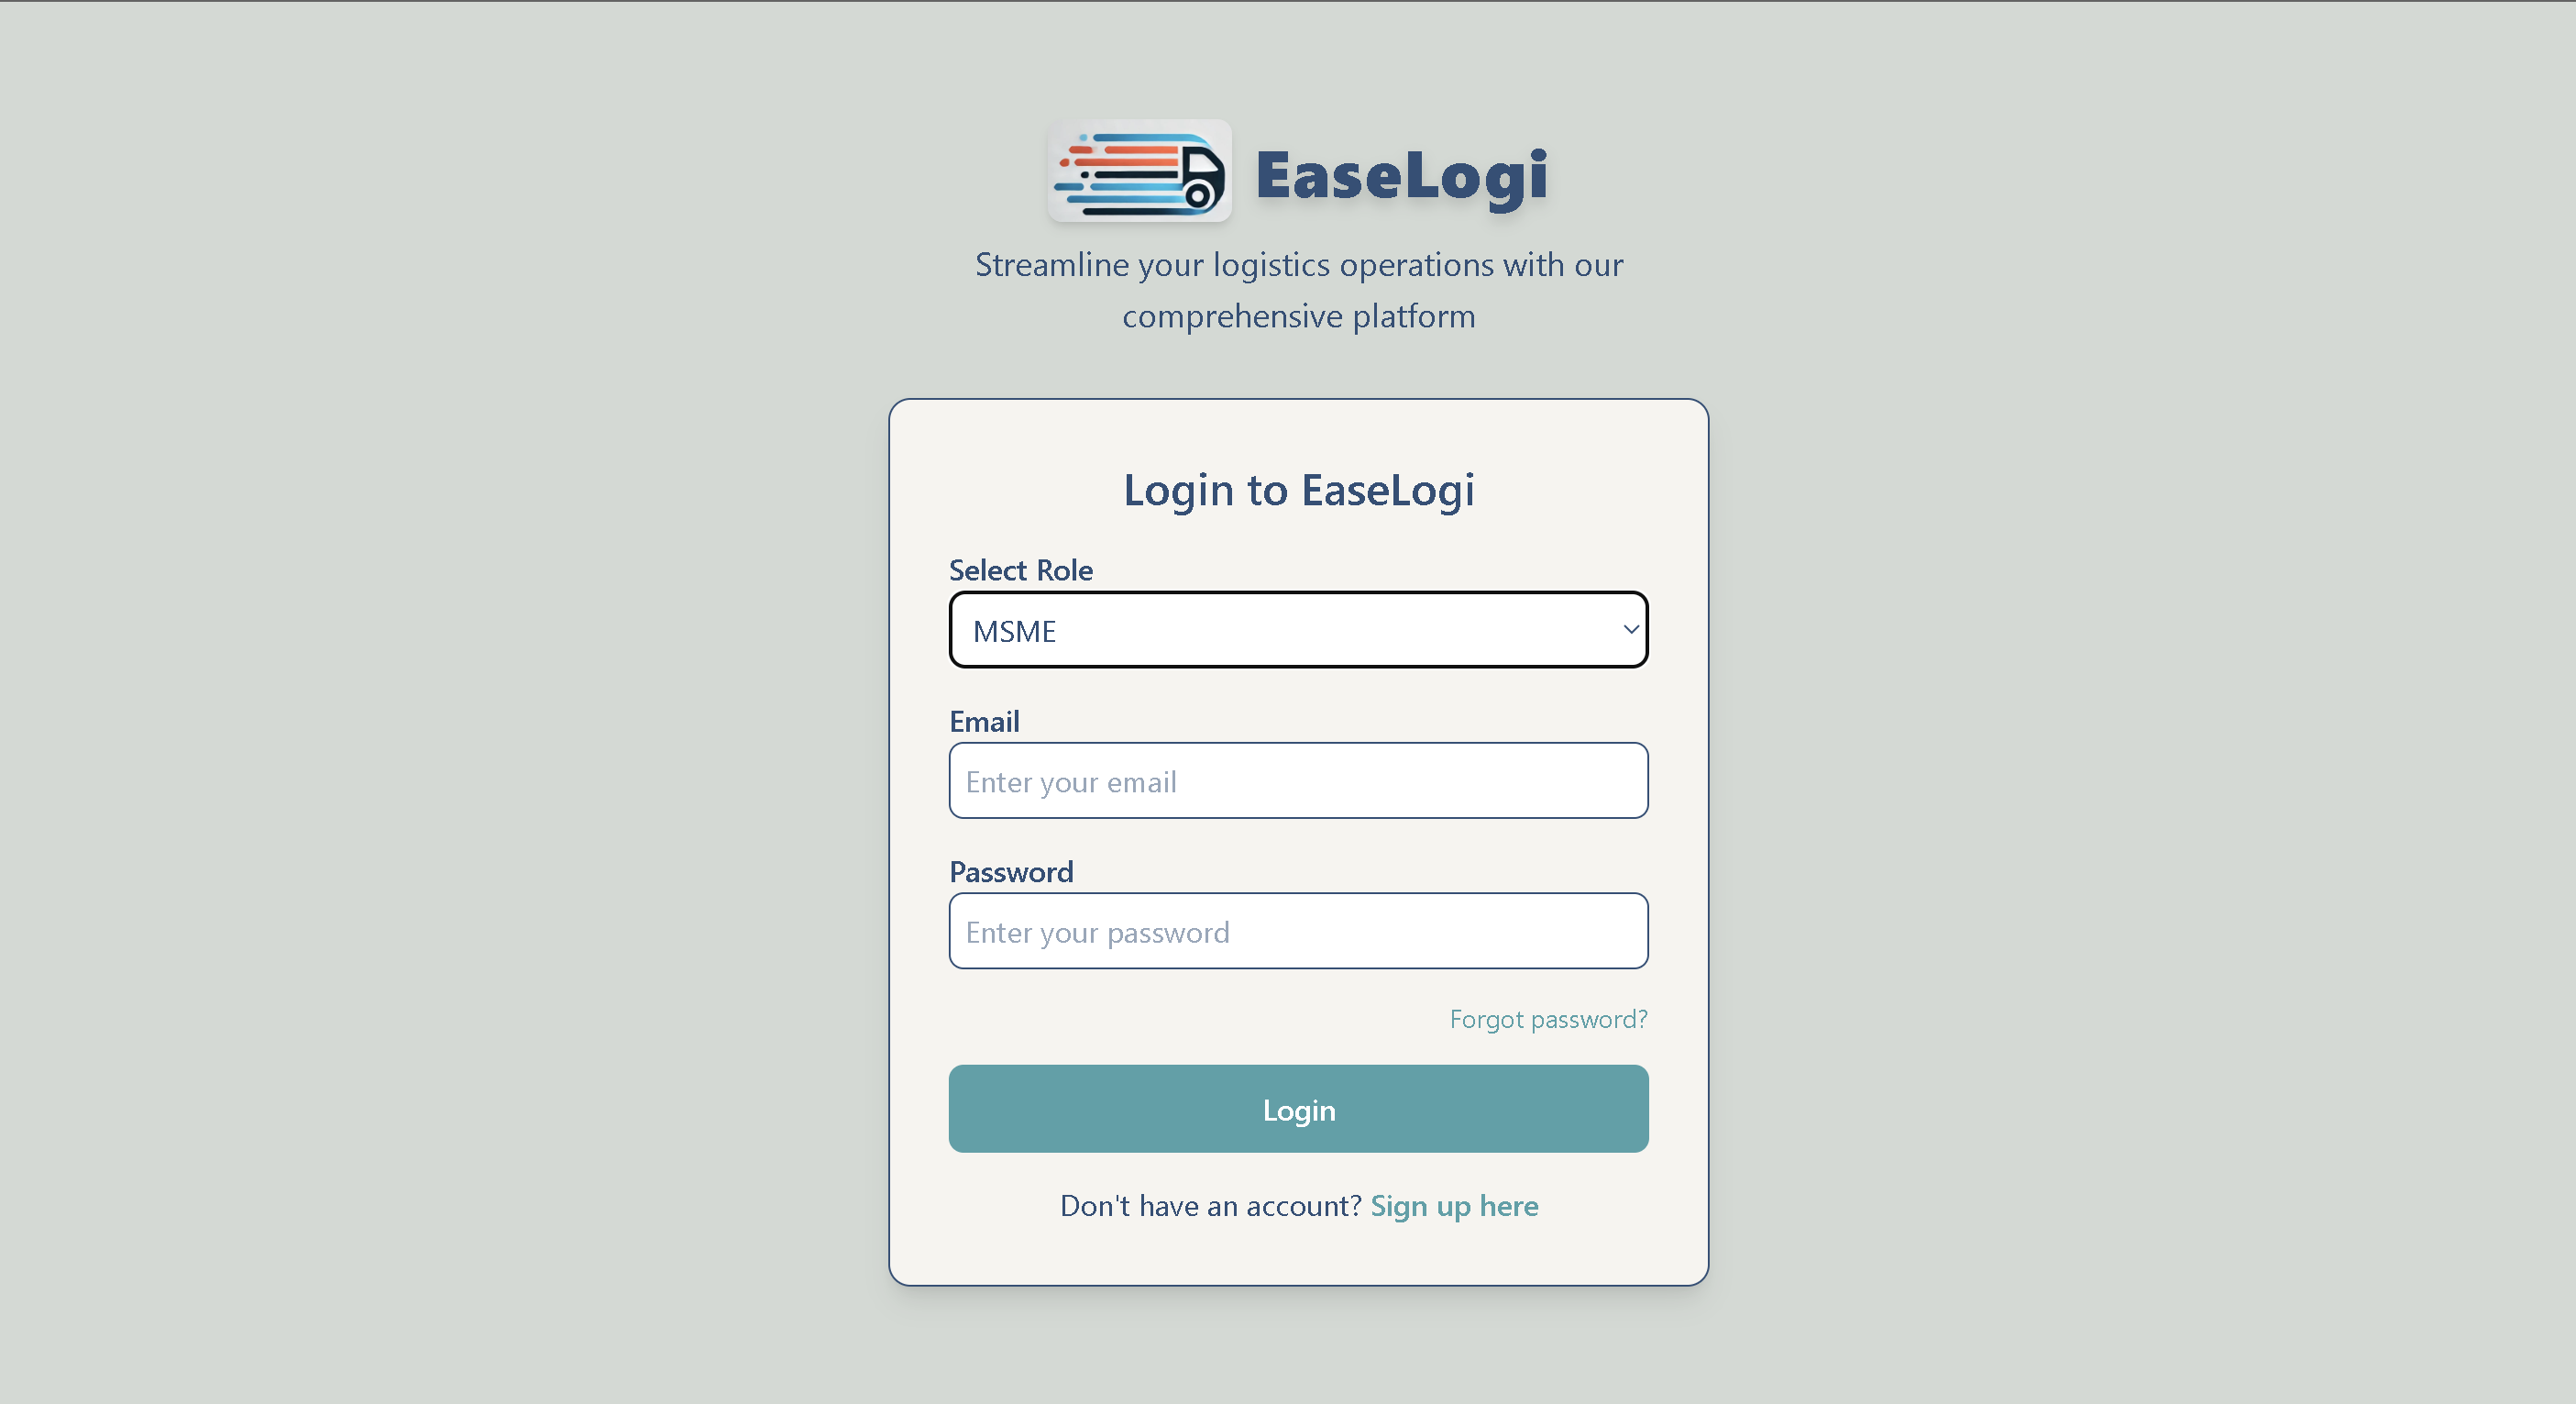 EaseLogi
Streamline your logistics operations with our
comprehensive platform
Login to EaseLogi
Select Role
MSME
Email
Enter your email
Password
Enter your password
Forgot password?
Login
Don't have an account? Sign up here